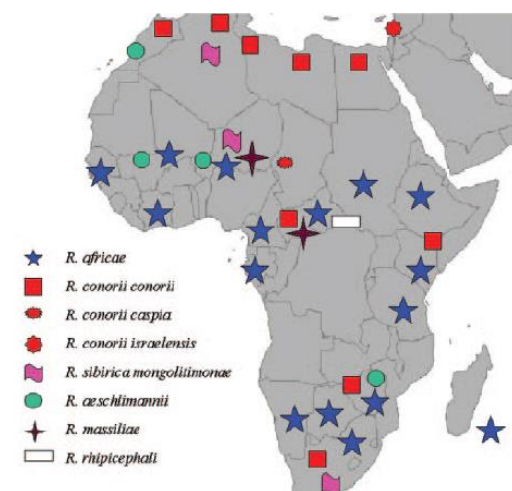 R. africae
R. conorii conorii
R. conorii caspia
R. conorii israelensis
R. sibirica mongolitimonae
R. aeschlimannii
R. massiliae
R. rhipicephali